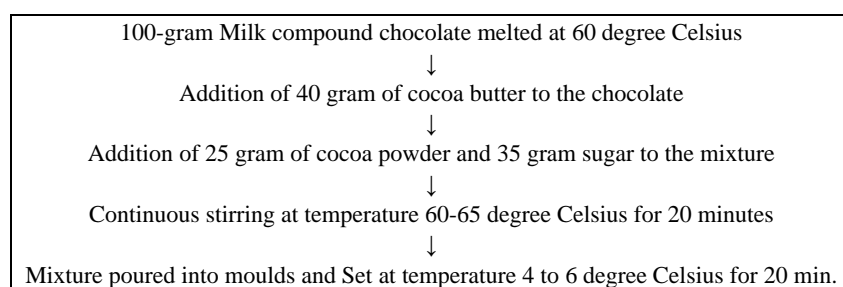 100-gram Milk compound chocolate melted at 60 degree Celsius
↓
Addition of 40 gram of cocoa butter to the chocolate
↓
Addition of 25 gram of cocoa powder and 35 gram sugar to the mixture
↓
Continuous stirring at temperature 60-65 degree Celsius for 20 minutes
↓
Mixture poured into moulds and Set at temperature 4 to 6 degree Celsius for 20 min.